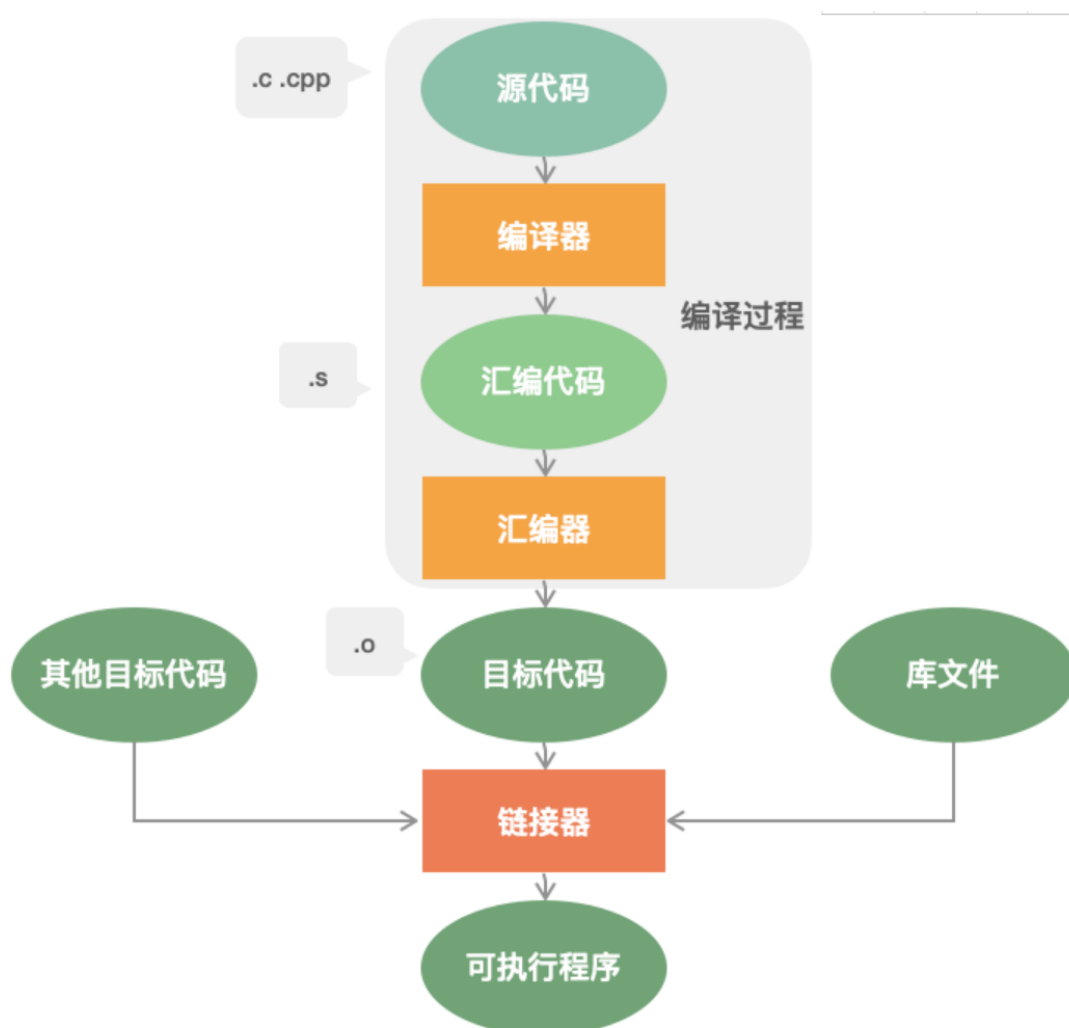 .c .cpp
源代码
编译器
编译过程
.s
汇编代码
汇编器
.o
其他目标代码
目标代码
库文件
链接器
可执行程序